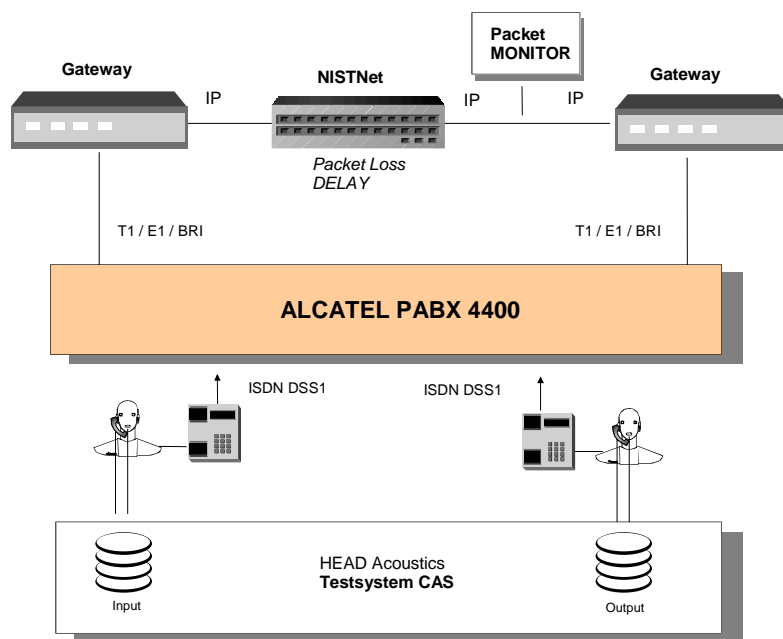 Packet
MONITOR
Gateway
NISTNet
Gateway
IP
IP
IP
Packet Loss
DELAY
T1 / E1 / BRI
T1 / E1 / BRI
ALCATEL PABX 4400
ISDN DSS1
ISDN DSS1
HEAD Acoustics
Testsystem CAS
Input
Output